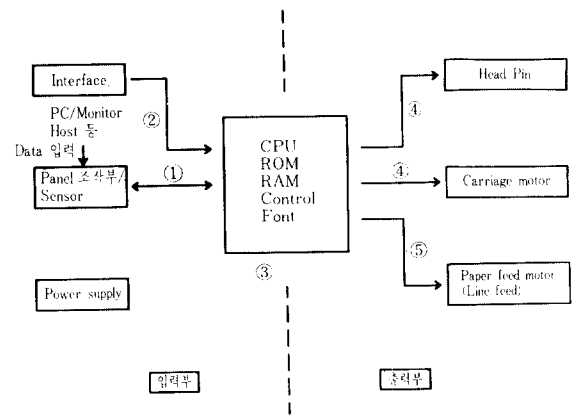 Interface
②
PC/Monitor
Host 등
Data 입력
Panel 조작부/
Sensor
①
Power supply
입력부
CPU
ROM
RAM
Control
Font
③
④
Head Pin
④
Carriage motor
⑤
Paper feed motor
(Line feed)
출력부